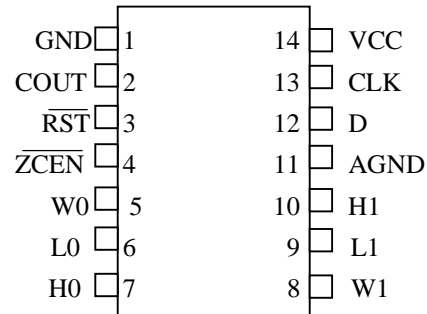 GND 1 14 VCC
COUT 2 13 CLK
RST 3 12 D
ZCEN 4 11 AGND
W0 5 10 H1
L0 6 9 L1
H0 7 8 W1